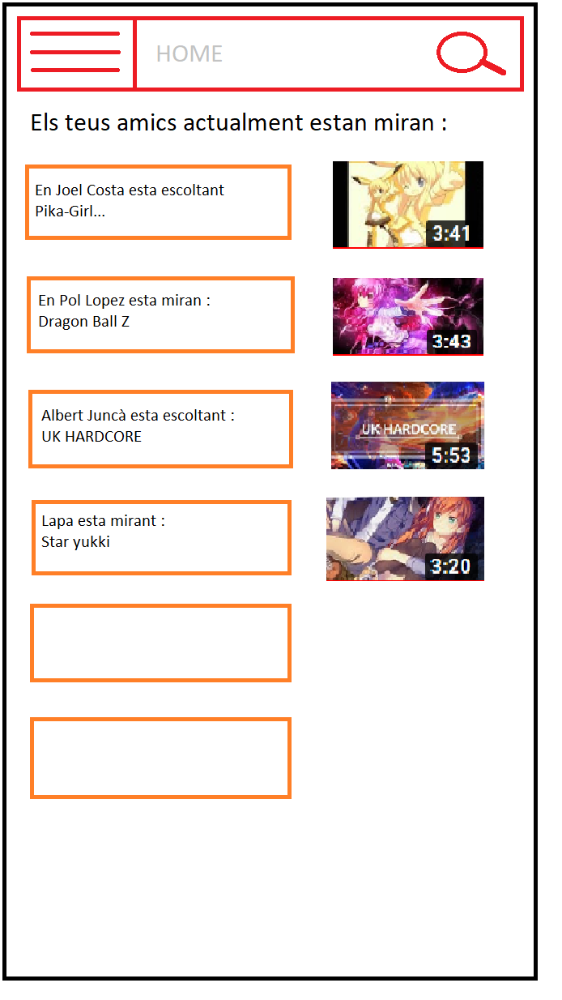 HOME
Els teus amics actualment estan miran :
En Joel Costa esta escoltant
Pika-Girl...
3:41
En Pol Lopez esta miran :
Dragon Ball Z
3:43
Albert Juncà esta escoltant :
UK HARDCORE
UK HARDCORE
5:53
Lapa esta mirant :
Star yukki
3:20